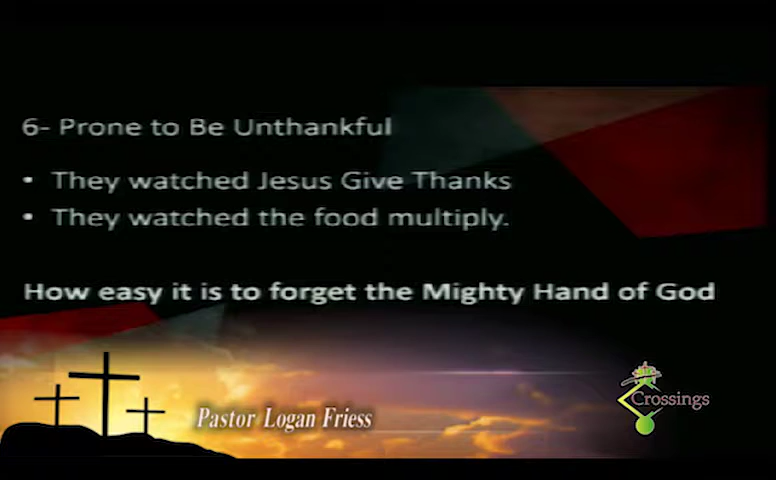 6- Prone to Be Unthankful
• They watched Jesus Give Thanks
• They watched the food multiply.
How easy it is to forget the Mighty Hand of God
Pastor Logan Friess
Crossings